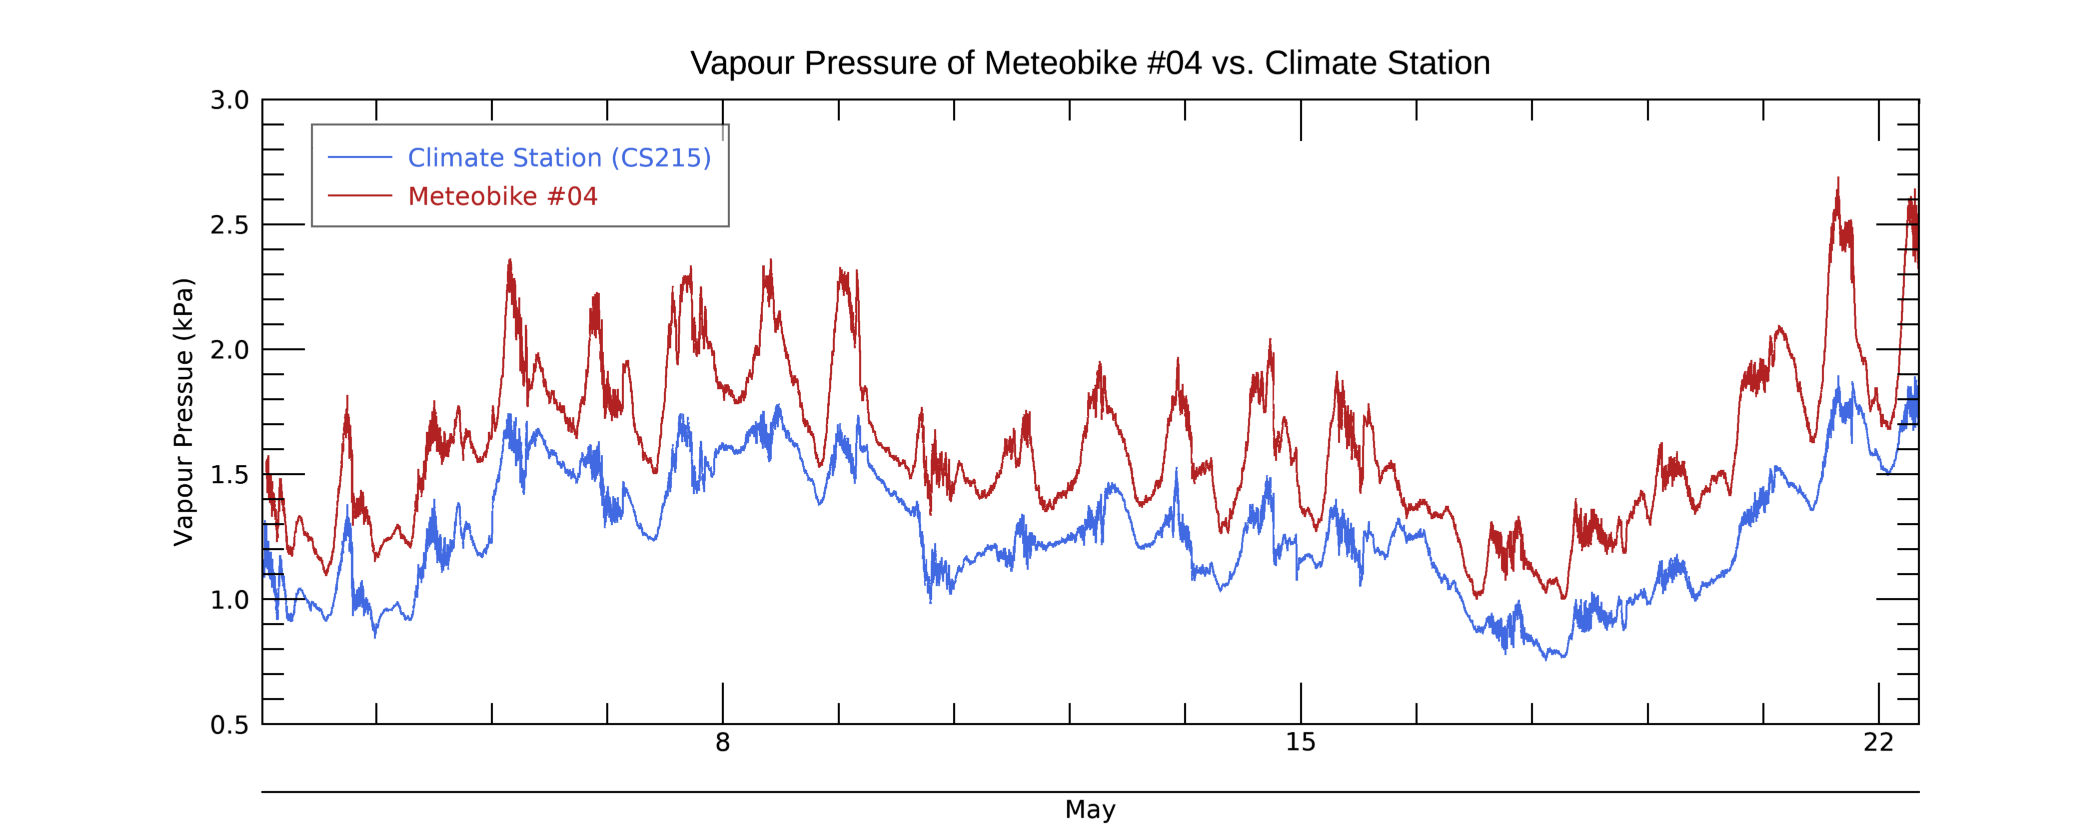 Vapour Pressure of Meteobike #04 vs. Climate Station
3.0
Climate Station (CS215)
Meteobike #04
2.5
2.0
1.5
1.0
0.5
Vapour Pressue (kPa)
8
15
22
May